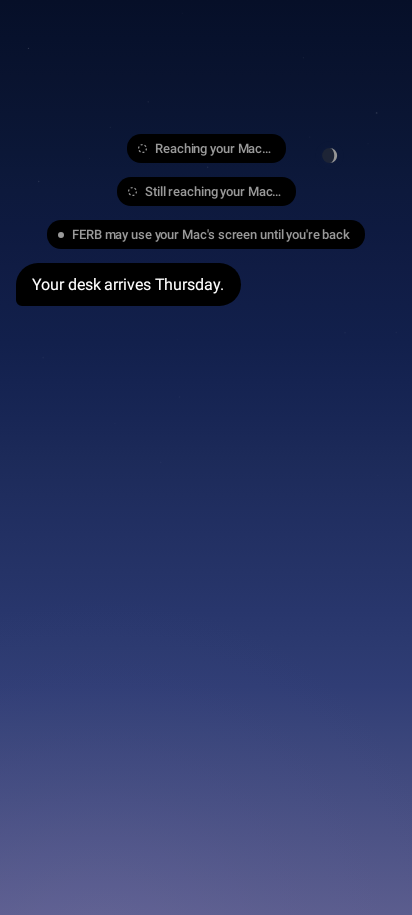 Reaching your Mac…
Still reaching your Mac…
FERB may use your Mac's screen until you're back
Your desk arrives Thursday.